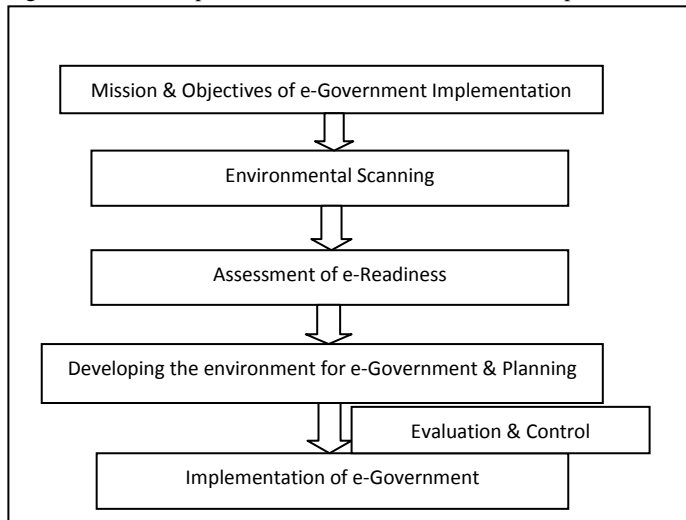 Mission & Objectives of e-Government Implementation
Environmental Scanning
Assessment of e-Readiness
Developing the environment for e-Government & Planning
Evaluation & Control
Implementation of e-Government